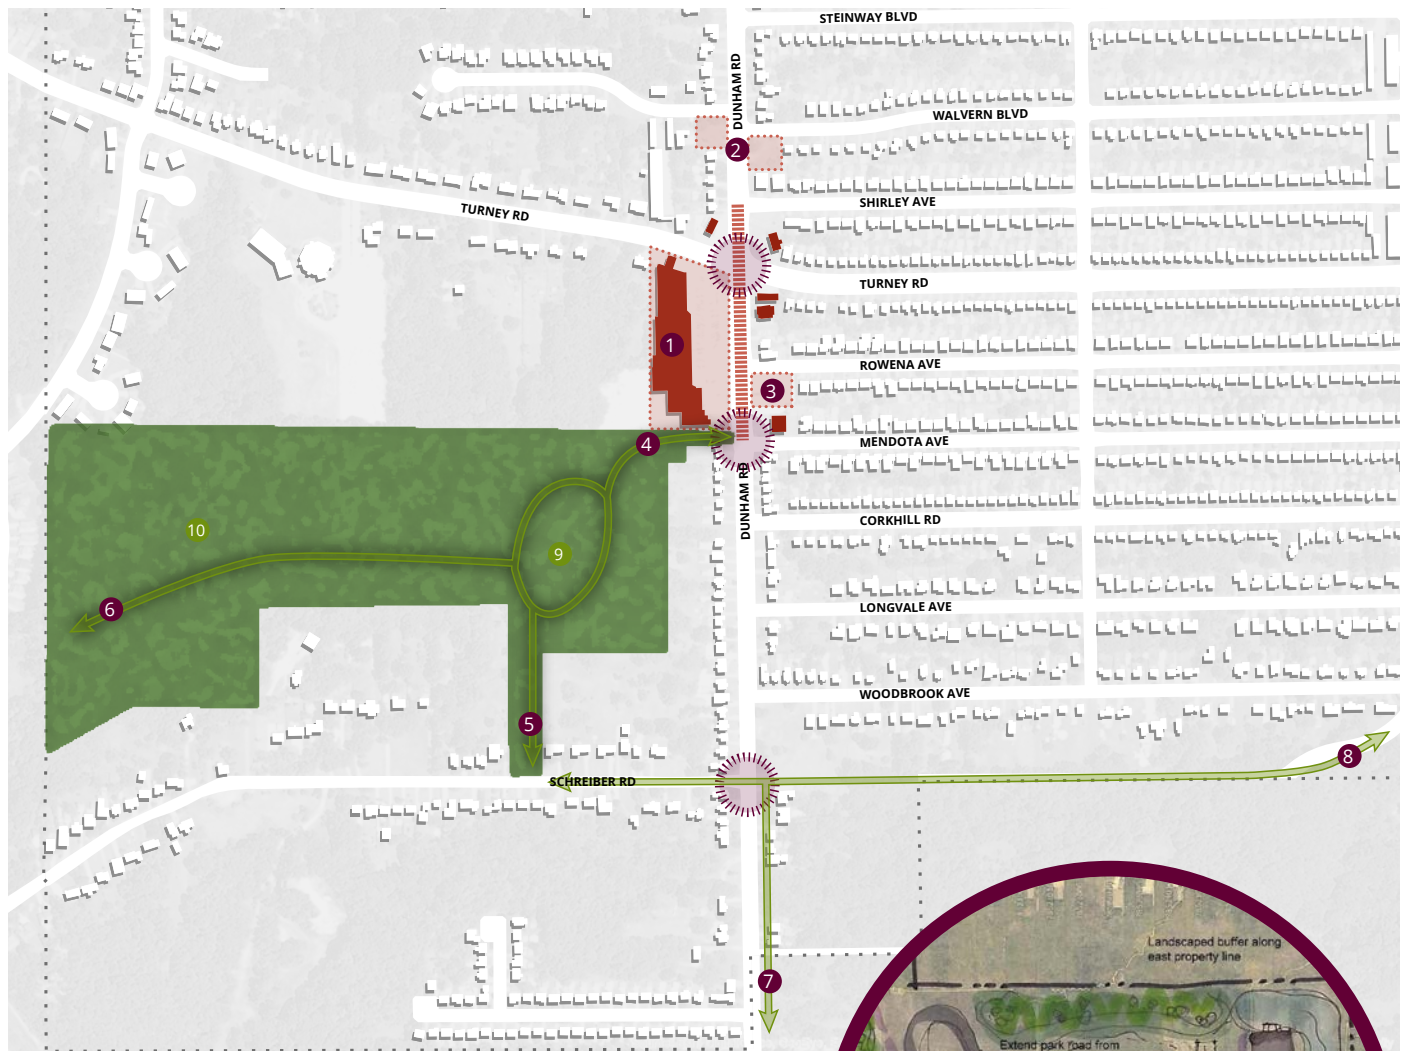 STEINWAY BLVD
DUNHAM RD
WALVERN BLVD
2
SHIRLEY AVE
TURNEY RD
TURNEY RD
1
ROWENA AVE
3
4
MENDOTA AVE
DUNHAM RD
CORKHILL RD
10
9
6
LONGVALE AVE
WOODBROOK AVE
5
8
SCHREIBER RD
7
Landscaped buffer along
east property line
Extend park road from